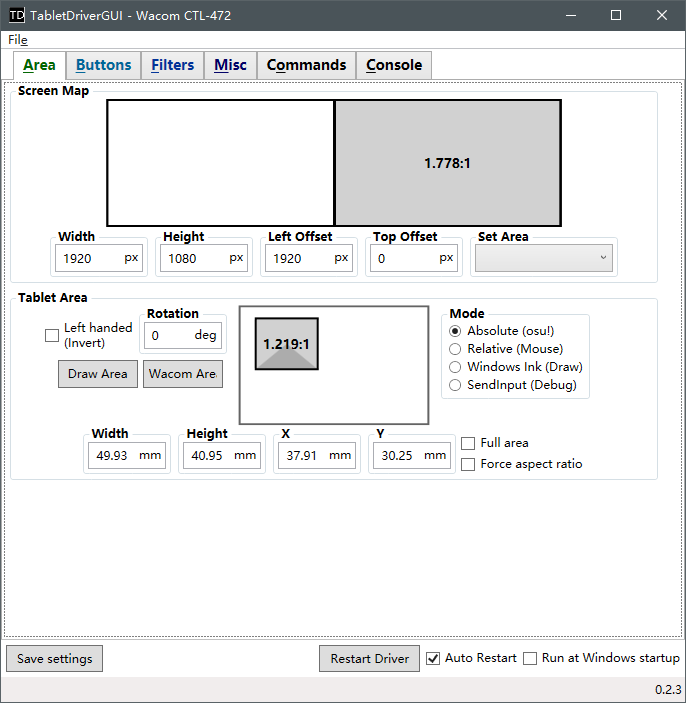 TD TabletDriverGUI - Wacom CTL-472
File
Area Buttons Filters Misc Commands Console
Screen Map
1.778:1
Width Height Left Offset Top Offset Set Area
1920 px 1080 px 1920 px 0 px
Tablet Area
Left handed
(Invert)
Rotation
0 deg
Draw Area Wacom Are
1.219:1
Mode
Absolute (osu!)
Relative (Mouse)
Windows Ink (Draw)
SendInput (Debug)
Width Height X Y
49.93 mm 40.95 mm 37.91 mm 30.25 mm
Full area
Force aspect ratio
Save settings Restart Driver Auto Restart Run at Windows startup
0.2.3